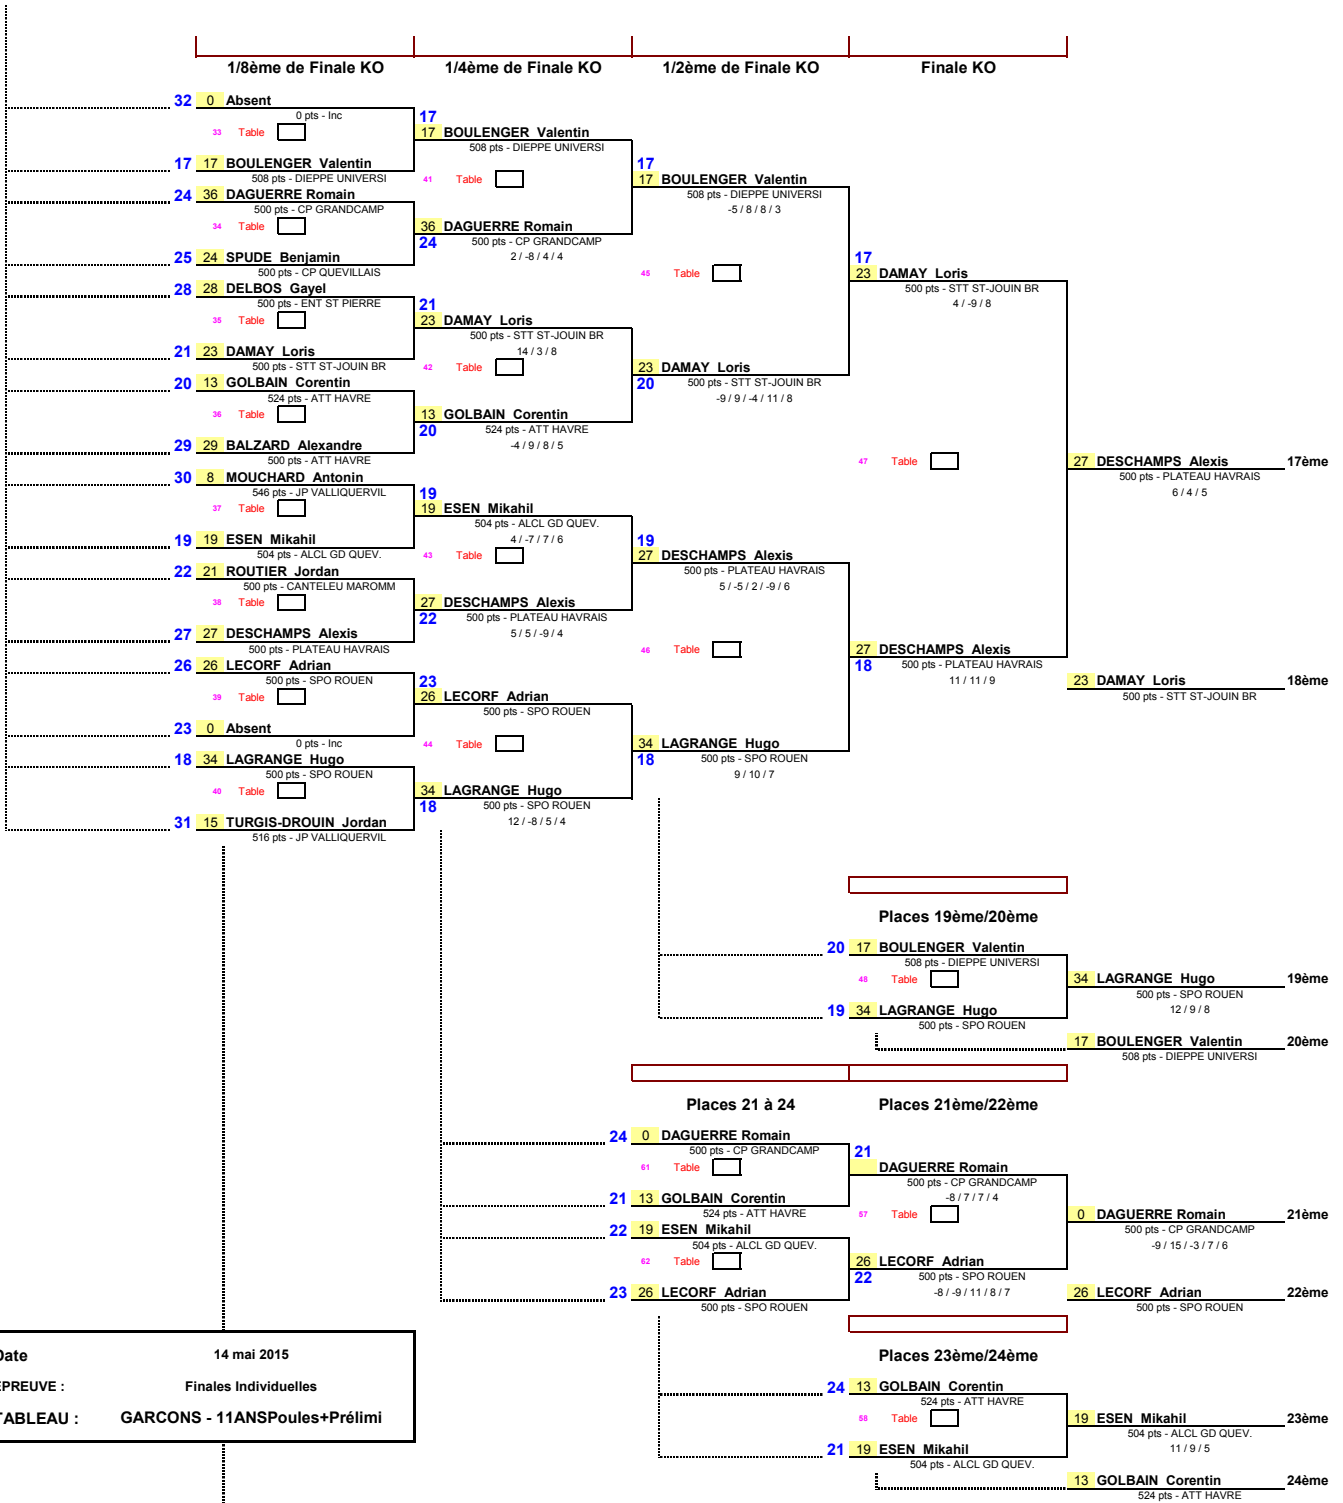 1/8ème de Finale KO 1/4ème de Finale KO 1/2ème de Finale KO Finale KO
32 0 Absent
0 pts - Inc
33 Table
17 17 BOULENGER Valentin
508 pts - DIEPPE UNIVERSI
24 36 DAGUERRE Romain
500 pts - CP GRANDCAMP
34 Table
25 24 SPUDE Benjamin
500 pts - CP QUEVILLAIS
28 28 DELBOS Gayel
500 pts - ENT ST PIERRE
35 Table
21 23 DAMAY Loris
500 pts - STT ST-JOUIN BR
20 13 GOLBAIN Corentin
524 pts - ATT HAVRE
36 Table
29 29 BALZARD Alexandre
500 pts - ATT HAVRE
30 8 MOUCHARD Antonin
546 pts - JP VALLIQUERVIL
37 Table
19 19 ESEN Mikahil
504 pts - ALCL GD QUEV.
22 21 ROUTIER Jordan
500 pts - CANTELEU MAROMM
38 Table
27 27 DESCHAMPS Alexis
500 pts - PLATEAU HAVRAIS
26 26 LECORF Adrian
500 pts - SPO ROUEN
39 Table
23 0 Absent
0 pts - Inc
18 34 LAGRANGE Hugo
500 pts - SPO ROUEN
40 Table
31 15 TURGIS-DROUIN Jordan
516 pts - JP VALLIQUERVIL
17
17 BOULENGER Valentin
508 pts - DIEPPE UNIVERSI
41 Table
36 DAGUERRE Romain
24 500 pts - CP GRANDCAMP
2 / -8 / 4 / 4
21
23 DAMAY Loris
500 pts - STT ST-JOUIN BR
14 / 3 / 8
42 Table
13 GOLBAIN Corentin
20 524 pts - ATT HAVRE
-4 / 9 / 8 / 5
19
19 ESEN Mikahil
504 pts - ALCL GD QUEV.
4 / -7 / 7 / 6
43 Table
27 DESCHAMPS Alexis
22 500 pts - PLATEAU HAVRAIS
5 / 5 / -9 / 4
23
26 LECORF Adrian
500 pts - SPO ROUEN
44 Table
34 LAGRANGE Hugo
18 500 pts - SPO ROUEN
12 / -8 / 5 / 4
17
17 BOULENGER Valentin
508 pts - DIEPPE UNIVERSI
-5 / 8 / 8 / 3
45 Table
23 DAMAY Loris
20 500 pts - STT ST-JOUIN BR
-9 / 9 / -4 / 11 / 8
19
27 DESCHAMPS Alexis
500 pts - PLATEAU HAVRAIS
5 / -5 / 2 / -9 / 6
46 Table
34 LAGRANGE Hugo
18 500 pts - SPO ROUEN
9 / 10 / 7
17
23 DAMAY Loris
500 pts - STT ST-JOUIN BR
4 / -9 / 8
47 Table
27 DESCHAMPS Alexis
18 500 pts - PLATEAU HAVRAIS
11 / 11 / 9
27 DESCHAMPS Alexis 17ème
500 pts - PLATEAU HAVRAIS
6 / 4 / 5
23 DAMAY Loris 18ème
500 pts - STT ST-JOUIN BR
Places 19ème/20ème
20 17 BOULENGER Valentin
508 pts - DIEPPE UNIVERSI
48 Table
19 34 LAGRANGE Hugo
500 pts - SPO ROUEN
34 LAGRANGE Hugo 19ème
500 pts - SPO ROUEN
12 / 9 / 8
17 BOULENGER Valentin 20ème
508 pts - DIEPPE UNIVERSI
Places 21 à 24 Places 21ème/22ème
24 0 DAGUERRE Romain
500 pts - CP GRANDCAMP
61 Table
21 13 GOLBAIN Corentin
524 pts - ATT HAVRE
22 19 ESEN Mikahil
504 pts - ALCL GD QUEV.
62 Table
23 26 LECORF Adrian
500 pts - SPO ROUEN
21
DAGUERRE Romain
500 pts - CP GRANDCAMP
-8 / 7 / 7 / 4
57 Table
26 LECORF Adrian
22 500 pts - SPO ROUEN
-8 / -9 / 11 / 8 / 7
0 DAGUERRE Romain 21ème
500 pts - CP GRANDCAMP
-9 / 15 / -3 / 7 / 6
26 LECORF Adrian 22ème
500 pts - SPO ROUEN
Places 23ème/24ème
24 13 GOLBAIN Corentin
524 pts - ATT HAVRE
58 Table
21 19 ESEN Mikahil
504 pts - ALCL GD QUEV.
19 ESEN Mikahil 23ème
504 pts - ALCL GD QUEV.
11 / 9 / 5
13 GOLBAIN Corentin 24ème
524 pts - ATT HAVRE
Date 14 mai 2015
EPREUVE : Finales Individuelles
TABLEAU : GARCONS - 11ANSPoules+Prélimi